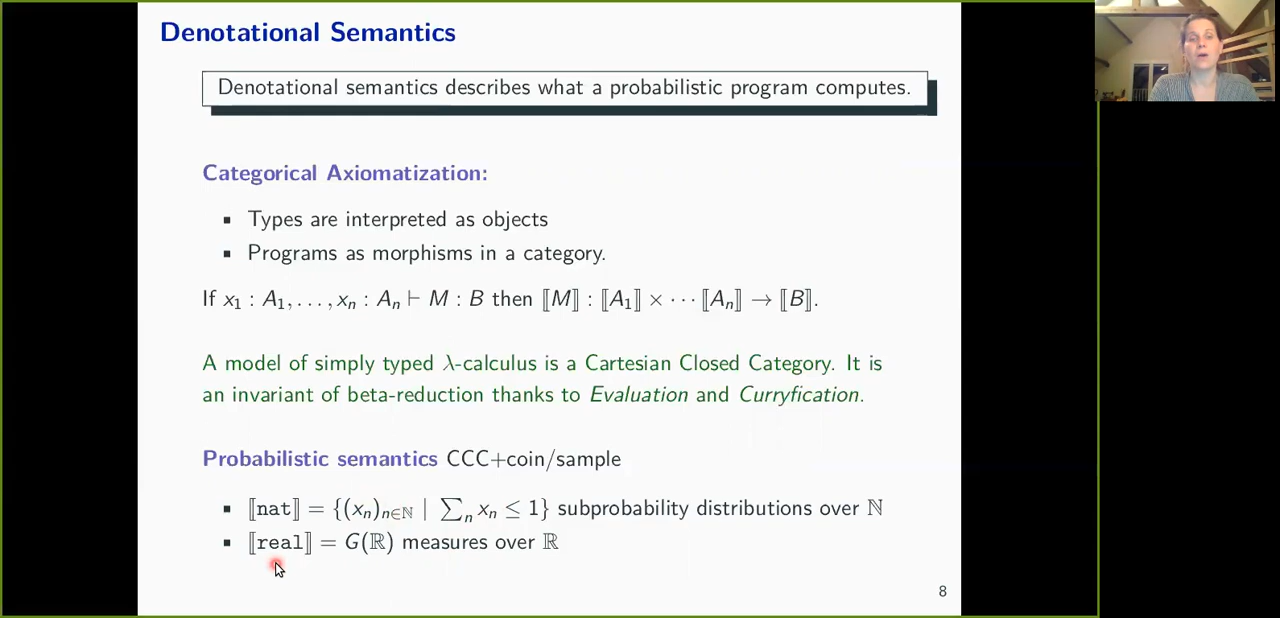 Denotational Semantics
Denotational semantics describes what a probabilistic program computes.
Categorical Axiomatization:
▪ Types are interpreted as objects
▪ Programs as morphisms in a category.
If x₁ : A₁, . . . , xₙ : Aₙ ⊢ M : B then ⟦M⟧ : ⟦A₁⟧ × · · · ⟦Aₙ⟧ → ⟦B⟧.
A model of simply typed λ-calculus is a Cartesian Closed Category. It is
an invariant of beta-reduction thanks to Evaluation and Curryfication.
Probabilistic semantics CCC+coin/sample
▪ ⟦nat⟧ = {(xₙ)ₙ∈ℕ | ∑ₙ xₙ ≤ 1} subprobability distributions over ℕ
▪ ⟦real⟧ = G(ℝ) measures over ℝ
8